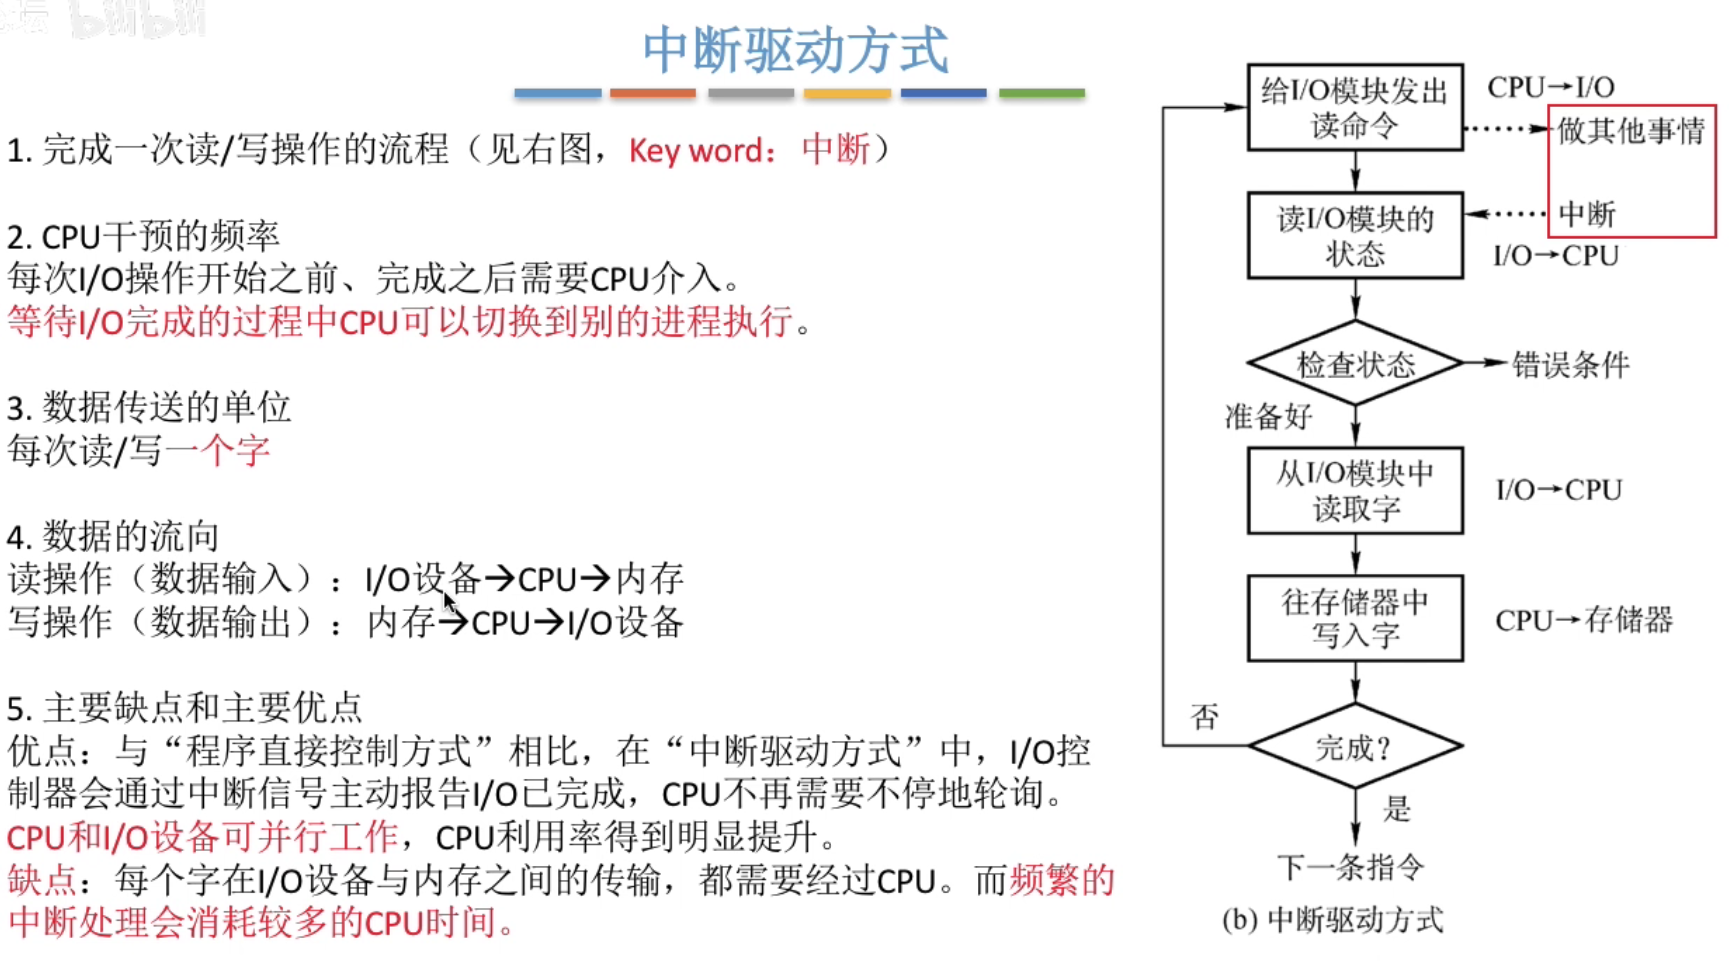 bilibili
中断驱动方式
1. 完成一次读/写操作的流程（见右图，Key word：中断）
2. CPU干预的频率
每次I/O操作开始之前、完成之后需要CPU介入。
等待I/O完成的过程中CPU可以切换到别的进程执行。
3. 数据传送的单位
每次读/写一个字
4. 数据的流向
读操作（数据输入）：I/O设备→CPU→内存
写操作（数据输出）：内存→CPU→I/O设备
5. 主要缺点和主要优点
优点：与“程序直接控制方式”相比，在“中断驱动方式”中，I/O控
制器会通过中断信号主动报告I/O已完成，CPU不再需要不停地轮询。
CPU和I/O设备可并行工作，CPU利用率得到明显提升。
缺点：每个字在I/O设备与内存之间的传输，都需要经过CPU。而频繁的
中断处理会消耗较多的CPU时间。
给I/O模块发出
读命令
CPU→I/O
做其他事情
读I/O模块的
状态
中断
I/O→CPU
检查状态
错误条件
准备好
从I/O模块中
读取字
I/O→CPU
往存储器中
写入字
CPU→存储器
否
完成?
是
下一条指令
(b) 中断驱动方式